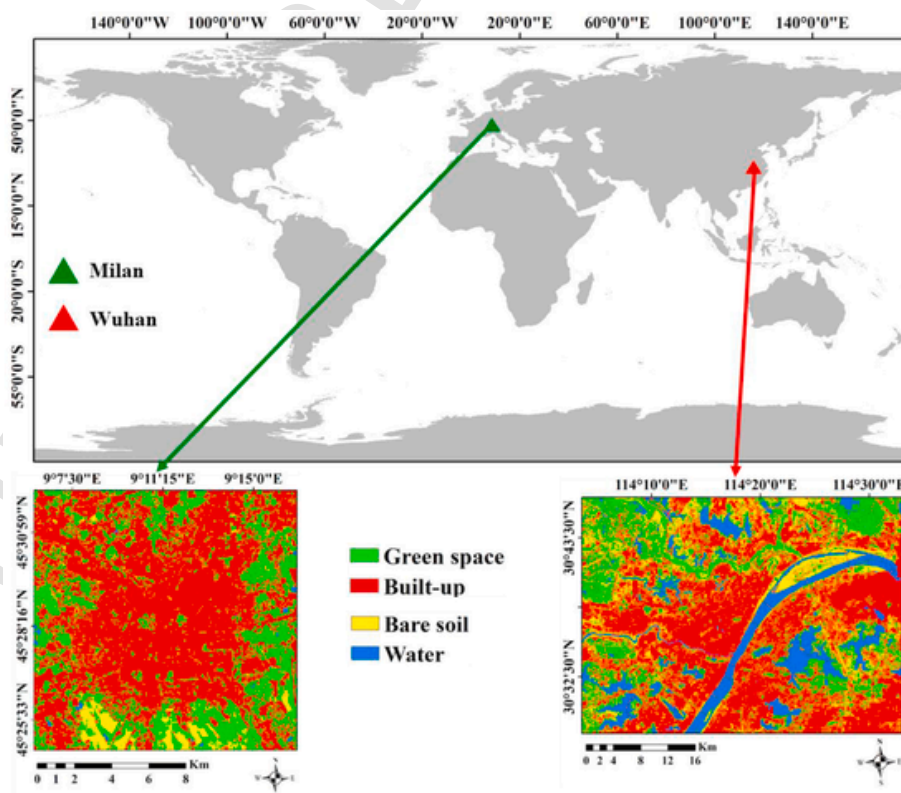 140°0'0"W 100°0'0"W 60°0'0"W 20°0'0"W 20°0'0"E 60°0'0"E 100°0'0"E 140°0'0"E
50°0'0"N
15°0'0"N
20°0'0"S
55°0'0"S
Milan
Wuhan
9°7'30"E 9°11'15"E 9°15'0"E
45°30'59"N
45°28'16"N
45°25'33"N
Km
0 1 2 4 6 8
Green space
Built-up
Bare soil
Water
114°10'0"E 114°20'0"E 114°30'0"E
30°43'30"N
30°32'30"N
Km
0 2 4 8 12 16